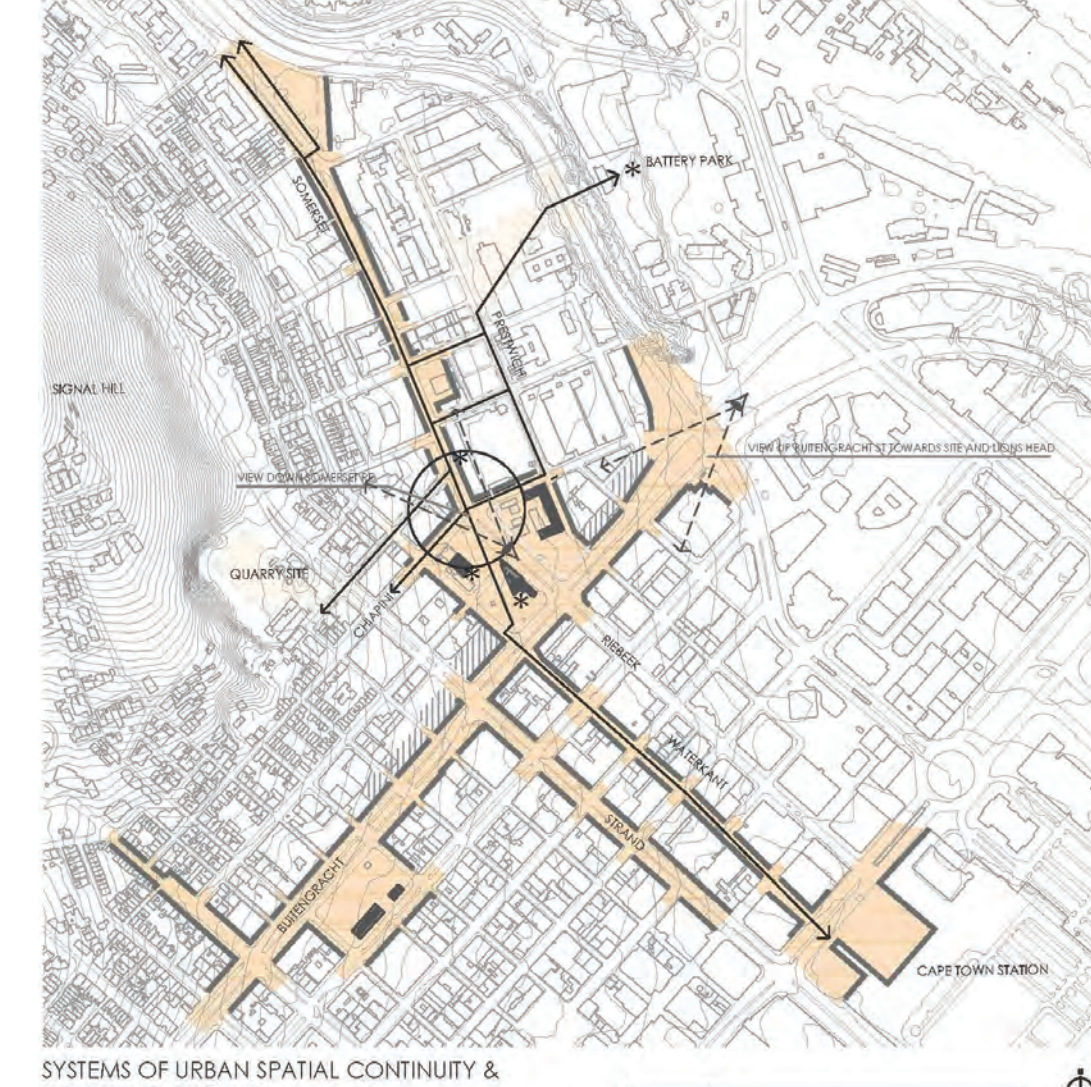 BATTERY PARK
SOMERSET
PRESTWICH
SIGNAL HILL
VIEW OF BUITENGRACHT ST TOWARDS SITE AND LIONS HEAD
VIEW DOWN SOMERSET RD
QUARRY SITE
CHIAPINI
RIEBEEK
WATERKANT
STRAND
BUITENGRACHT
CAPE TOWN STATION
SYSTEMS OF URBAN SPATIAL CONTINUITY &